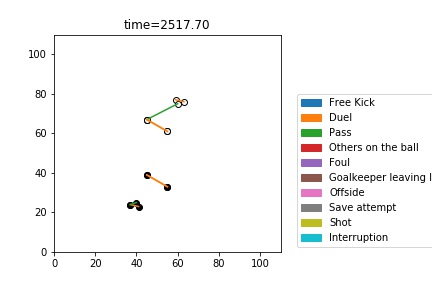 time=2517.70
100
80
60
40
20
0
0 20 40 60 80 100
Free Kick
Duel
Pass
Others on the ball
Foul
Goalkeeper leaving
Offside
Save attempt
Shot
Interruption